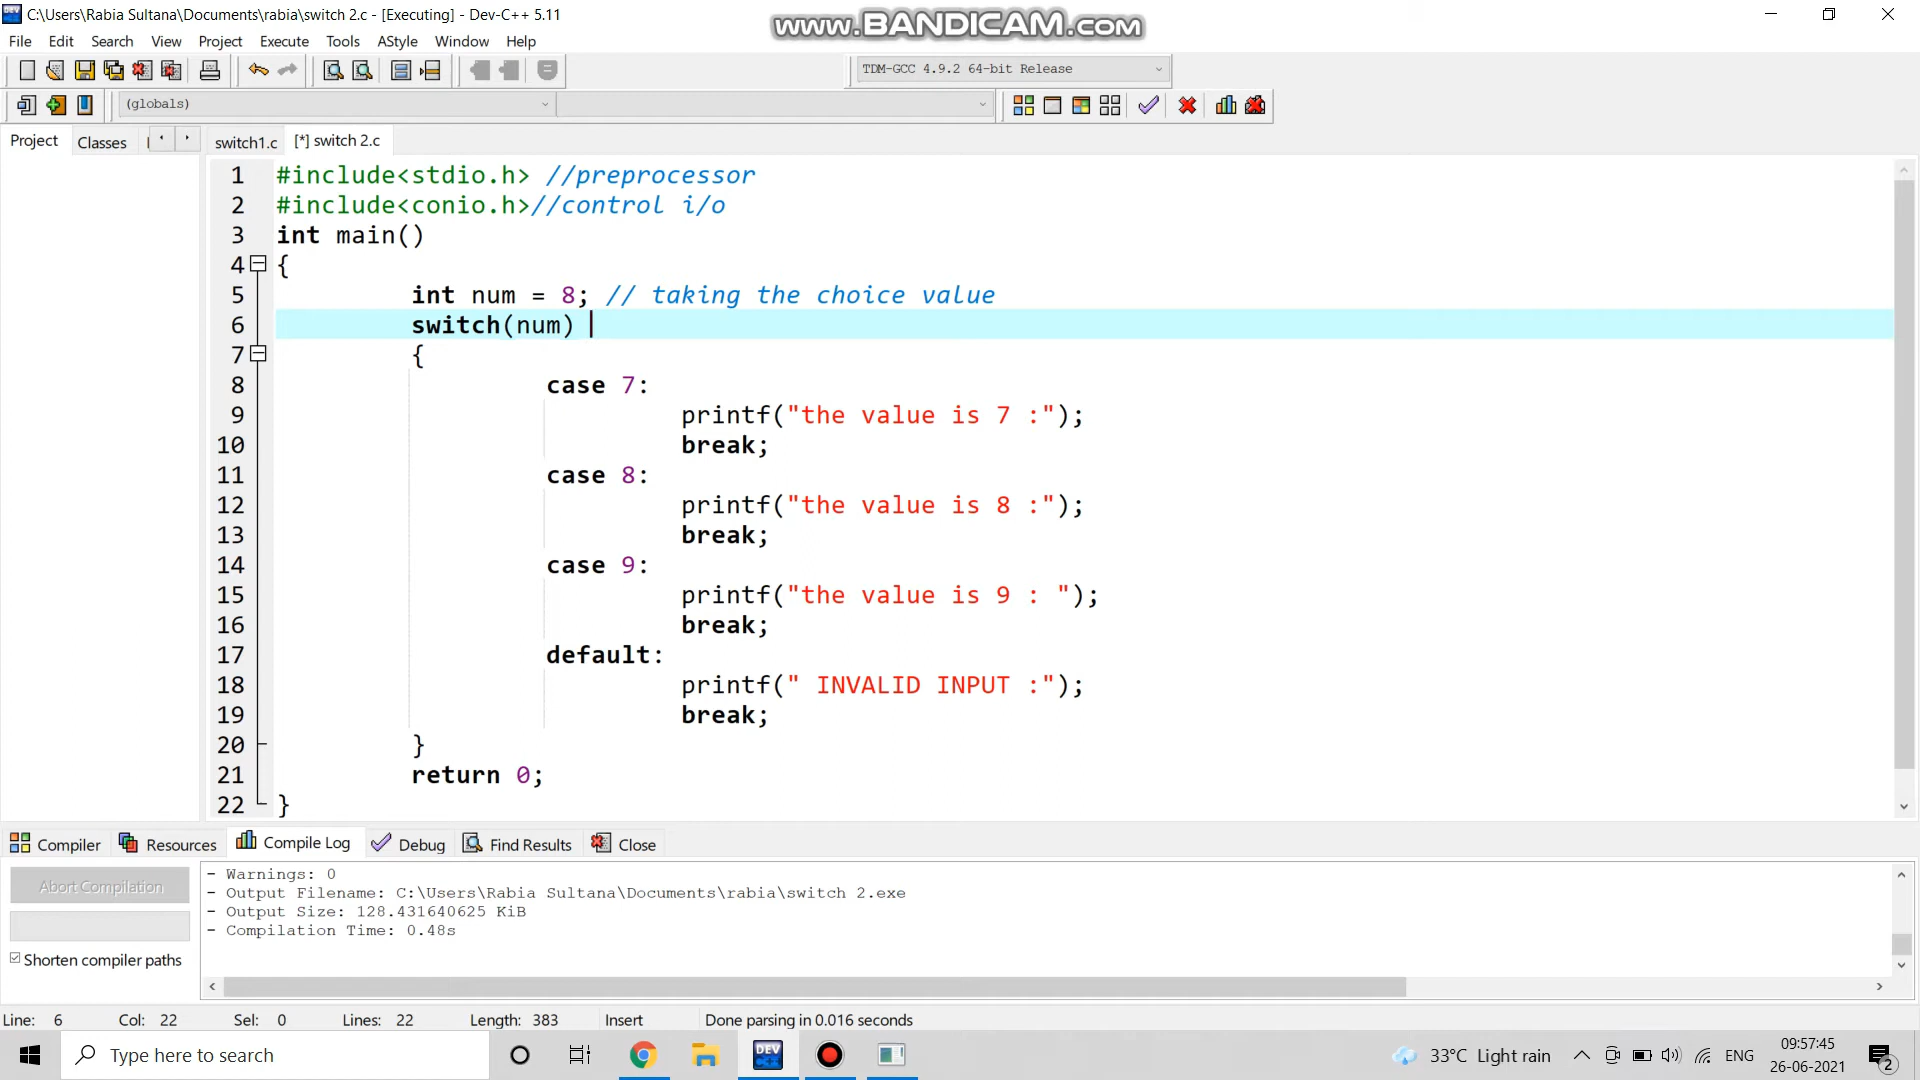 C:\Users\Rabia Sultana\Documents\rabia\switch 2.c - [Executing] - Dev-C++ 5.11
www.BANDICAM.com
File Edit Search View Project Execute Tools AStyle Window Help
TDM-GCC 4.9.2 64-bit Release
(globals)
Project Classes switch1.c [*] switch 2.c
1 #include<stdio.h> //preprocessor
2 #include<conio.h>//control i/o
3 int main()
4 {
5 int num = 8; // taking the choice value
6 switch(num)
7 {
8 case 7:
9 printf("the value is 7 :");
10 break;
11 case 8:
12 printf("the value is 8 :");
13 break;
14 case 9:
15 printf("the value is 9 : ");
16 break;
17 default:
18 printf(" INVALID INPUT :");
19 break;
20 }
21 return 0;
22 }
Compiler Resources Compile Log Debug Find Results Close
Abort Compilation
Shorten compiler paths
- Warnings: 0
- Output Filename: C:\Users\Rabia Sultana\Documents\rabia\switch 2.exe
- Output Size: 128.431640625 KiB
- Compilation Time: 0.48s
Line: 6 Col: 22 Sel: 0 Lines: 22 Length: 383 Insert Done parsing in 0.016 seconds
Type here to search
DEV C++
33°C Light rain ENG
09:57:45
26-06-2021
2